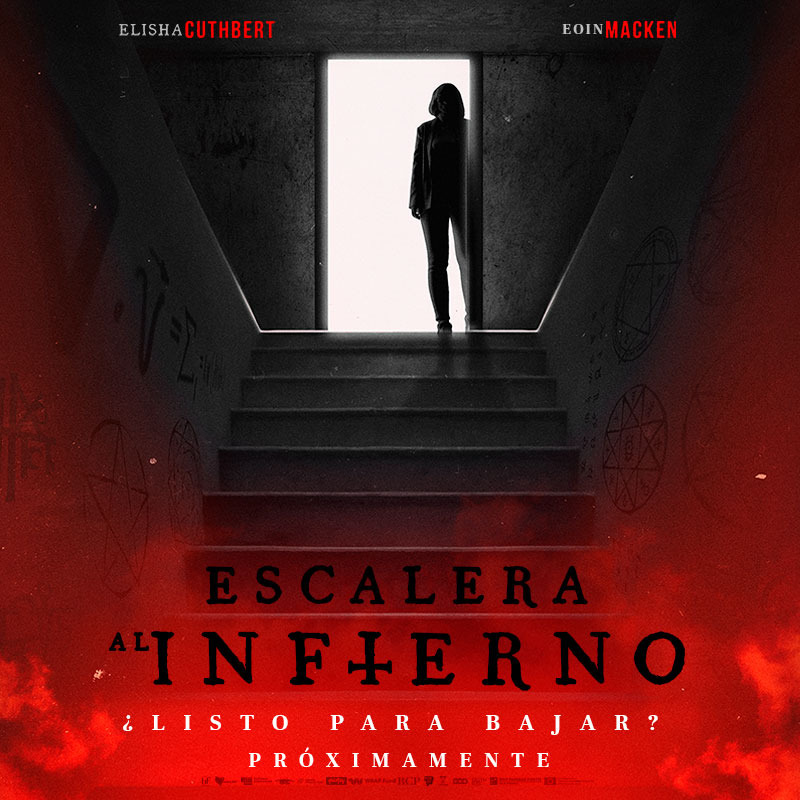 ELISHA CUTHBERT
EOIN MACKEN
ESCALERA
AL INFIERNO
¿LISTO PARA BAJAR?
PRÓXIMAMENTE